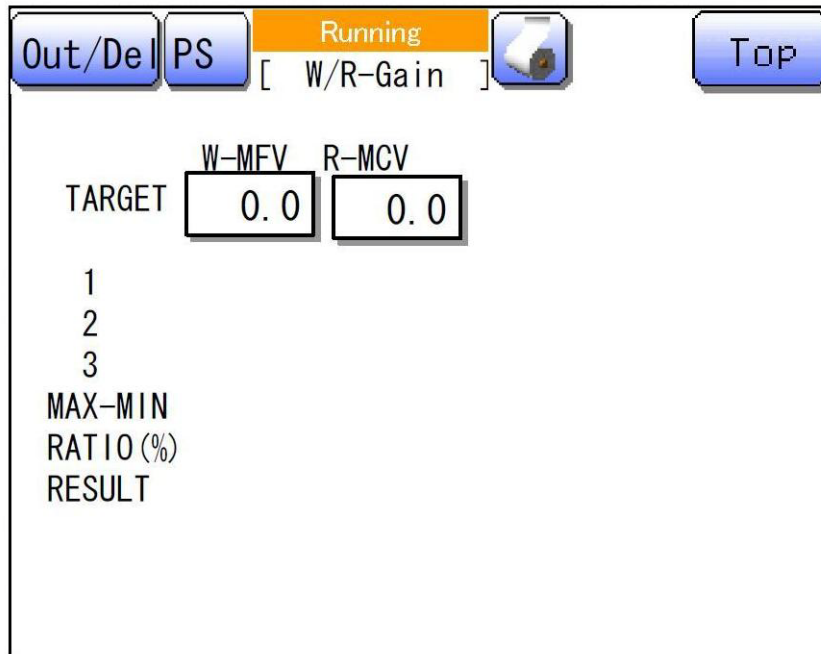 Out/Del PS Running Top
[ W/R-Gain ]
W-MFV R-MCV
TARGET 0.0 0.0
1
2
3
MAX-MIN
RATIO(%)
RESULT